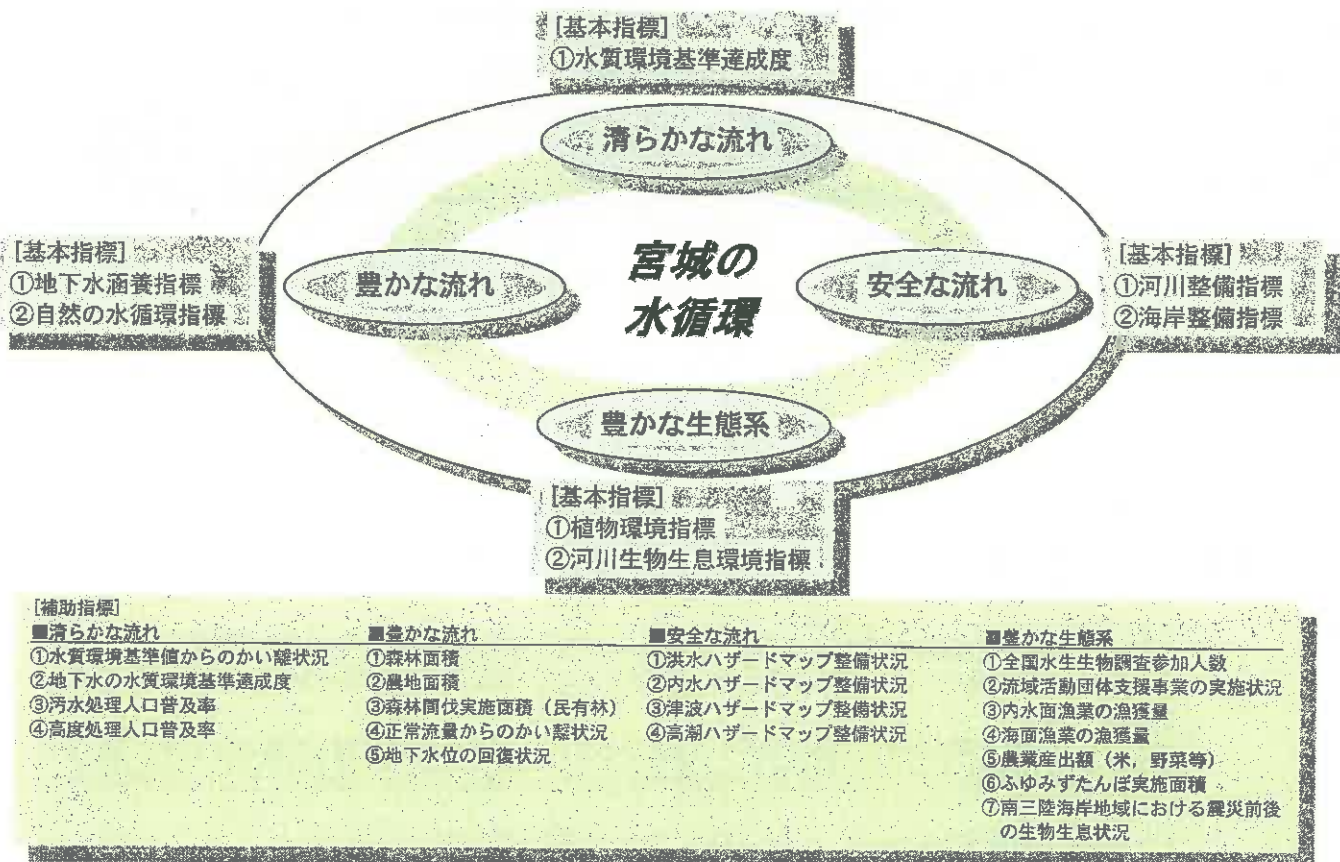 [基本指標]
①水質環境基準達成度
清らかな流れ
[基本指標]
①地下水涵養指標
②自然の水循環指標
豊かな流れ
宮城の
水循環
安全な流れ
[基本指標]
①河川整備指標
②海岸整備指標
豊かな生態系
[基本指標]
①植物環境指標
②河川生物生息環境指標
[補助指標]
■清らかな流れ
①水質環境基準値からのかい離状況
②地下水の水質環境基準達成度
③汚水処理人口普及率
④高度処理人口普及率
■豊かな流れ
①森林面積
②農地面積
③森林間伐実施面積（民有林）
④正常流量からのかい離状況
⑤地下水位の回復状況
■安全な流れ
①洪水ハザードマップ整備状況
②内水ハザードマップ整備状況
③津波ハザードマップ整備状況
④高潮ハザードマップ整備状況
■豊かな生態系
①全国水生生物調査参加人数
②流域活動団体支援事業の実施状況
③内水面漁業の漁獲量
④海面漁業の漁獲量
⑤農業産出額（米，野菜等）
⑥ふゆみずたんぼ実施面積
⑦南三陸海岸地域における震災前後
の生物生息状況